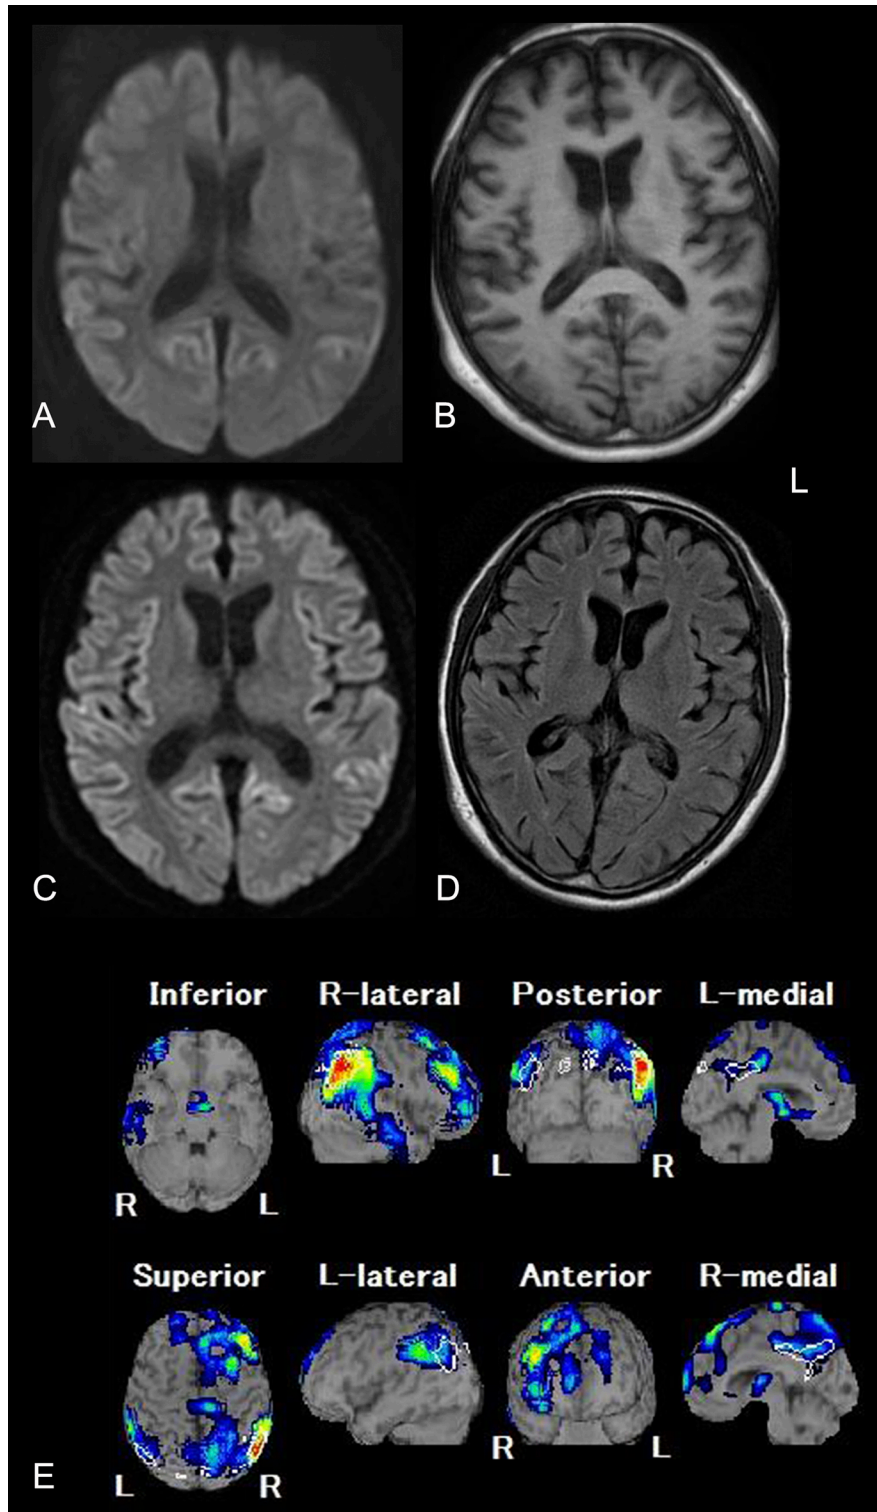 A
B
L
C
D
Inferior R-lateral Posterior L-medial
R L L R
Superior L-lateral Anterior R-medial
E L R R L